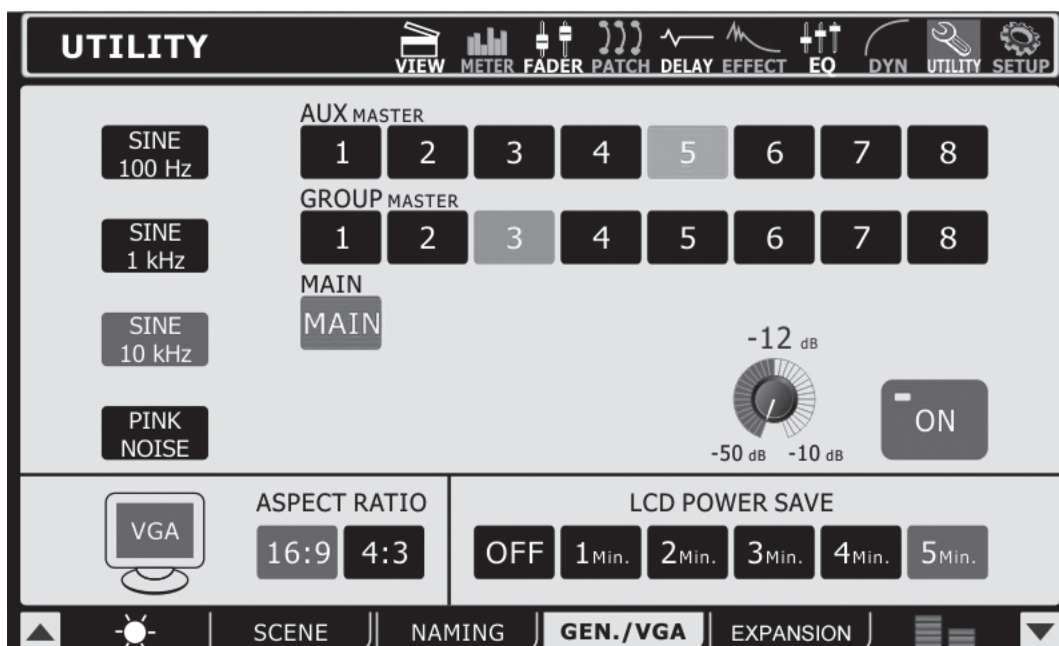 UTILITY
VIEW METER FADER PATCH DELAY EFFECT EQ DYN UTILITY SETUP
AUX MASTER
SINE 100 Hz
1 2 3 4 5 6 7 8
GROUP MASTER
SINE 1 kHz
1 2 3 4 5 6 7 8
MAIN
MAIN
SINE 10 kHz
-12 dB
PINK NOISE
-50 dB -10 dB
ON
VGA
ASPECT RATIO
16:9 4:3
LCD POWER SAVE
OFF 1Min. 2Min. 3Min. 4Min. 5Min.
SCENE NAMING GEN./VGA EXPANSION